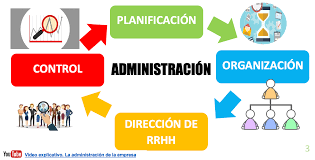 PLANIFICACIÓN
CONTROL
ADMINISTRACIÓN
ORGANIZACIÓN
DIRECCIÓN DE
RRHH
YouTube Video explicativo. La administración de la empresa
3